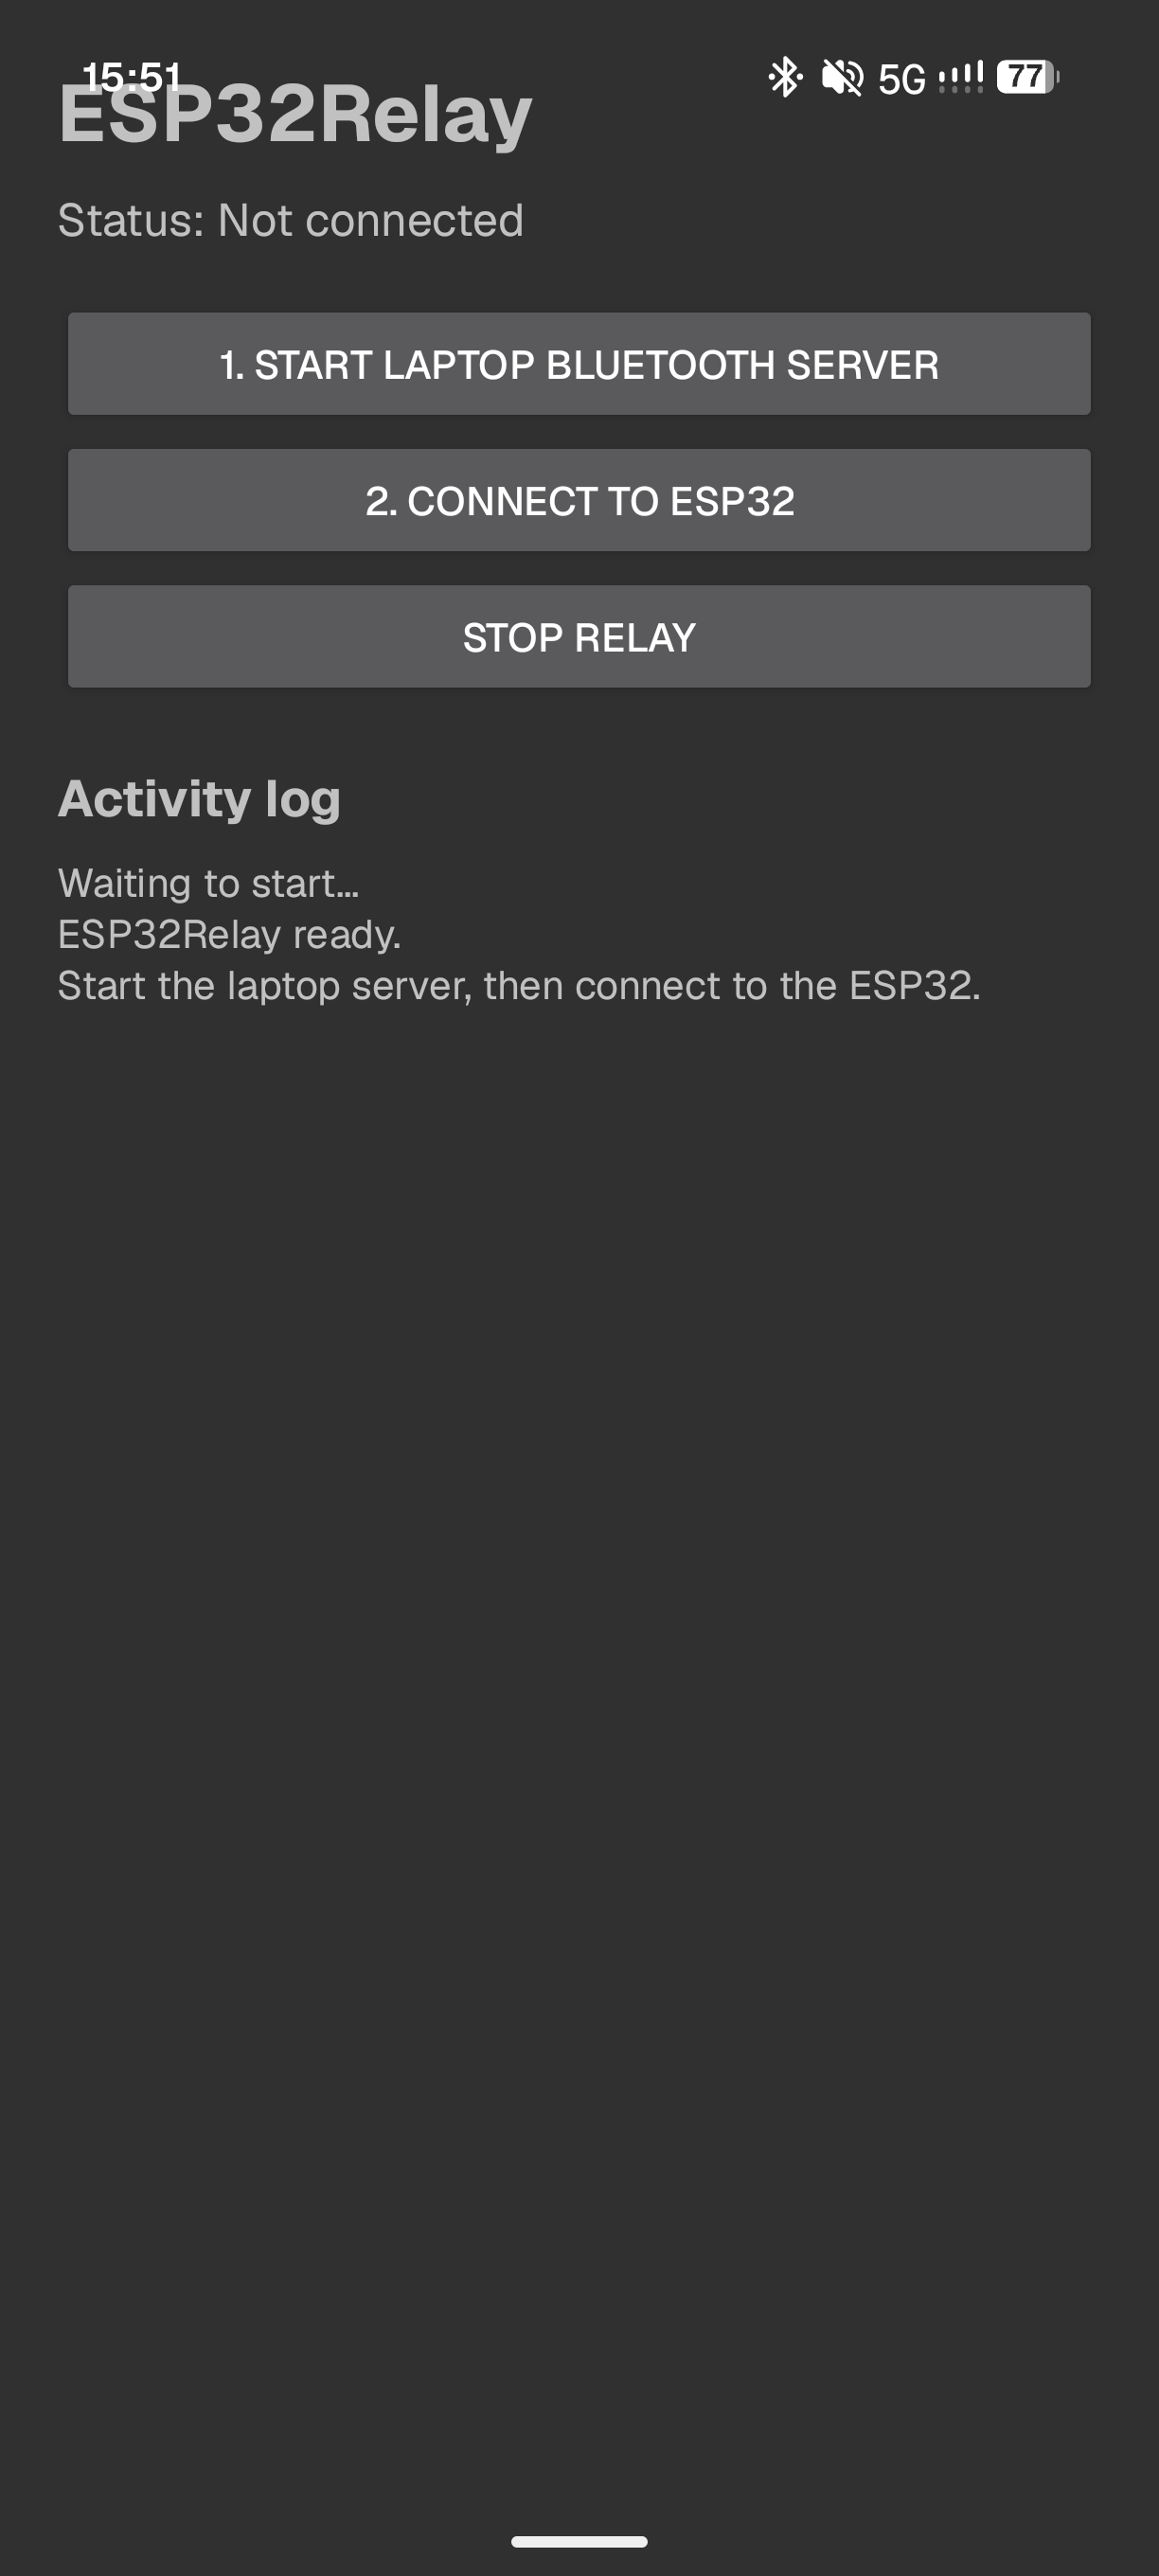 15:51
5G
77
ESP32Relay
Status: Not connected
1. START LAPTOP BLUETOOTH SERVER
2. CONNECT TO ESP32
STOP RELAY
Activity log
Waiting to start...
ESP32Relay ready.
Start the laptop server, then connect to the ESP32.